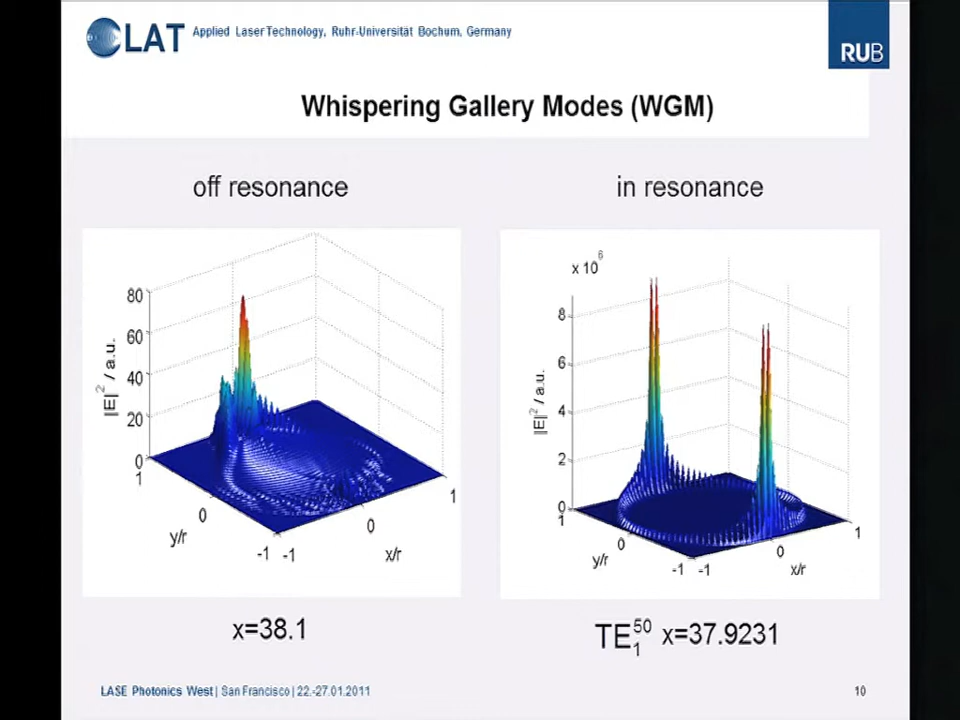 LAT
Applied Laser Technology, Ruhr-Universität Bochum, Germany
RUB
Whispering Gallery Modes (WGM)
off resonance
in resonance
80
60
40
20
0
|E|² / a.u.
1
0
-1
y/r
-1
0
1
x/r
x 10⁶
8
6
4
2
0
|E|² / a.u.
1
0
-1
y/r
-1
0
1
x/r
x=38.1
TE₁⁵⁰ x=37.9231
LASE Photonics West | San Francisco | 22.-27.01.2011
10